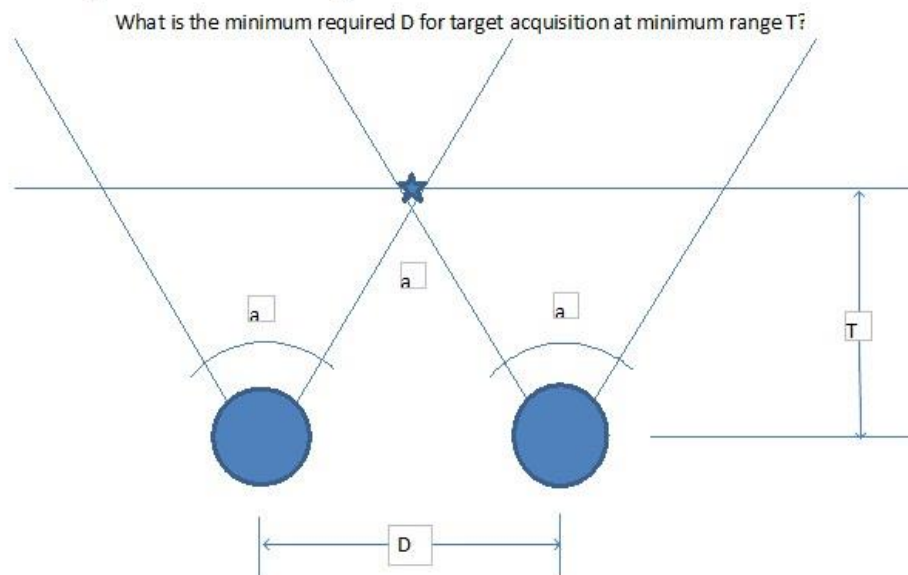 What is the minimum required D for target acquisition at minimum range T?
a
a
a
T
D